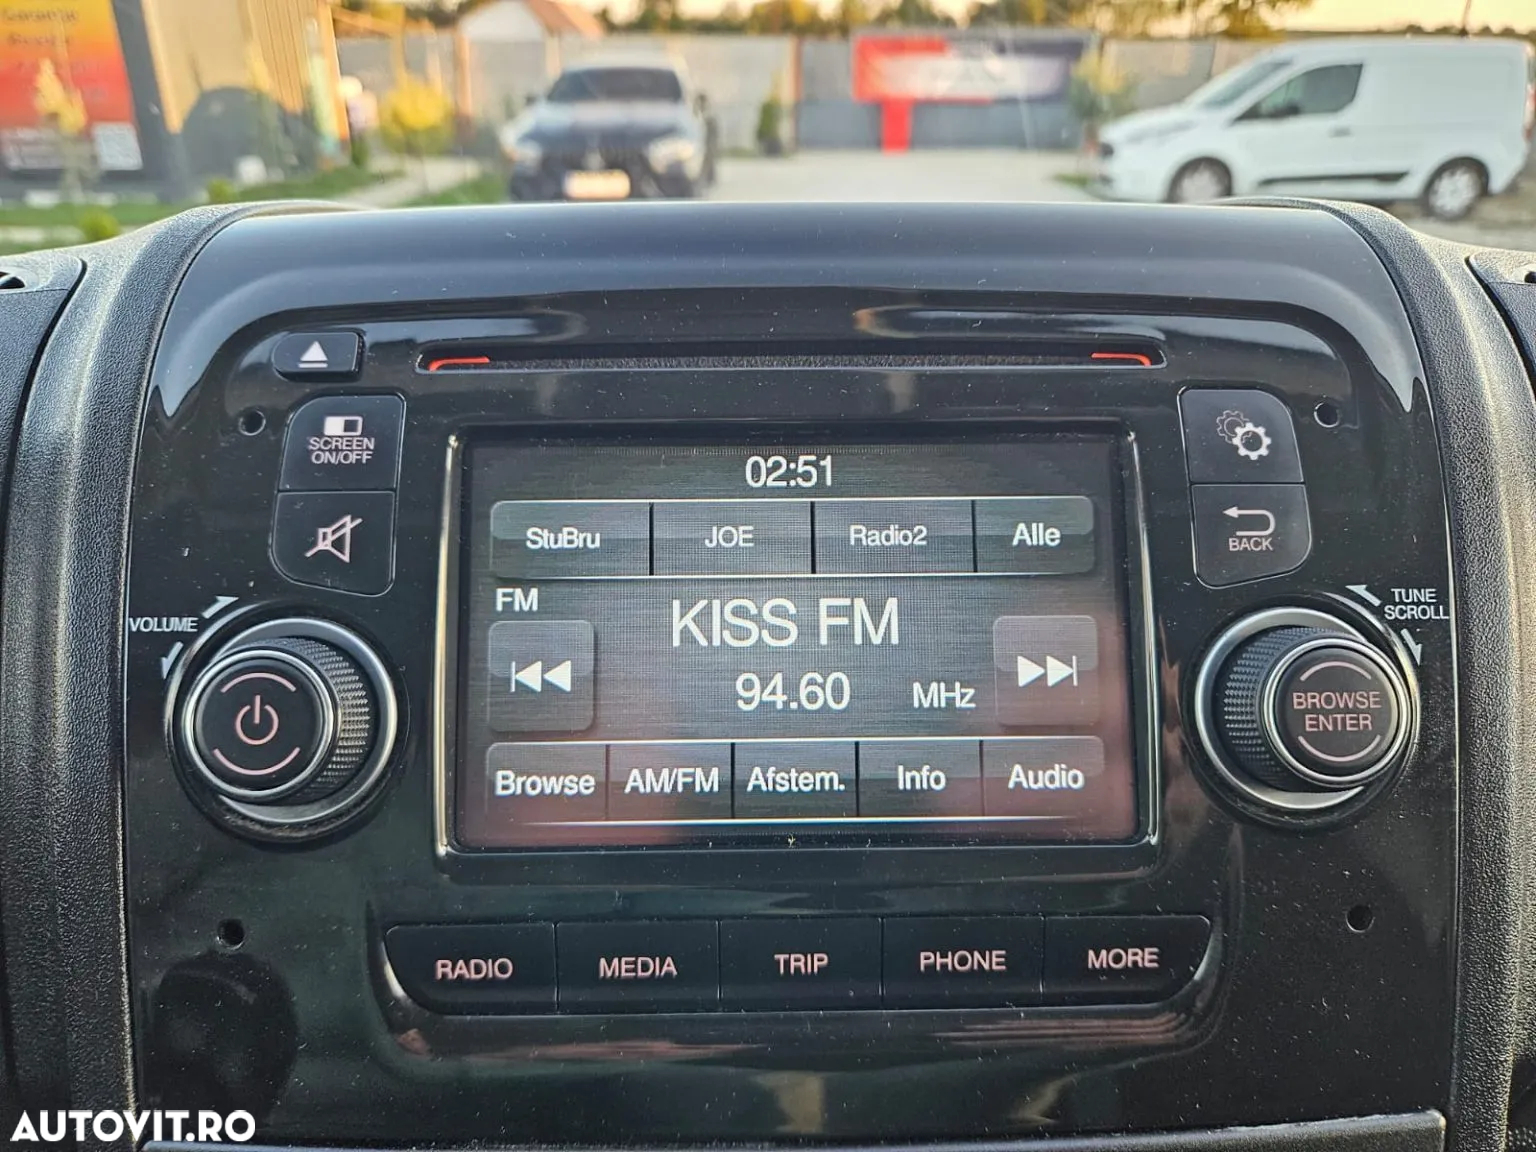 SCREEN
ON/OFF
02:51
StuBru JOE Radio2 Alle
BACK
FM
KISS FM
VOLUME
TUNE
SCROLL
94.60 MHz
BROWSE
ENTER
Browse AM/FM Afstem. Info Audio
RADIO MEDIA TRIP PHONE MORE
AUTOVIT.RO